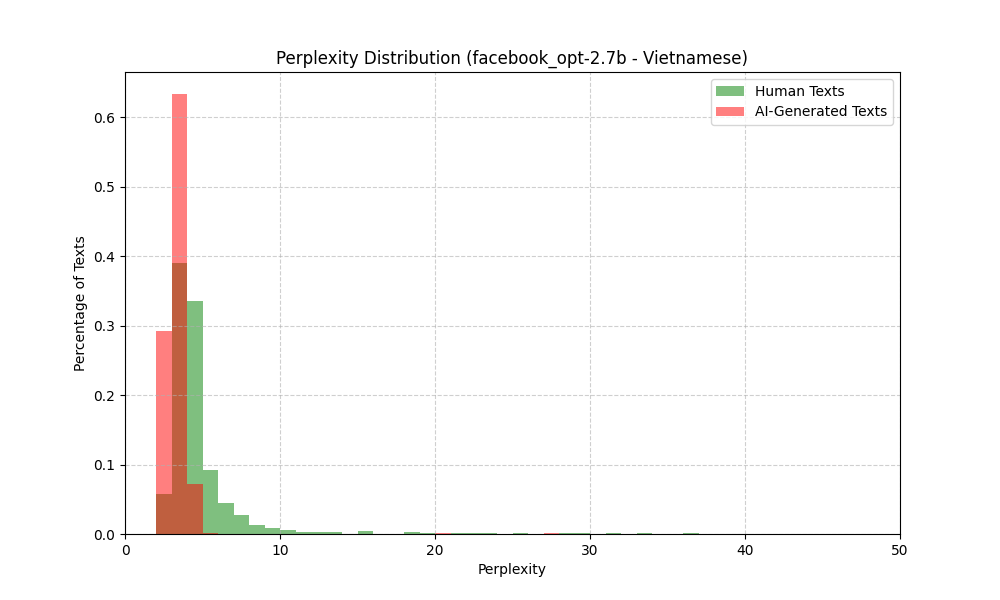 Perplexity Distribution (facebook_opt-2.7b - Vietnamese)
Human Texts
AI-Generated Texts
Percentage of Texts
0.6
0.5
0.4
0.3
0.2
0.1
0.0
0 10 20 30 40 50
Perplexity